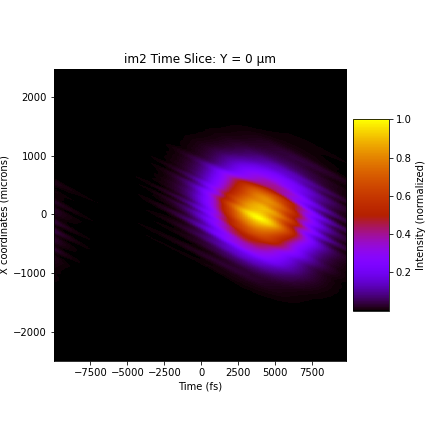 im2 Time Slice: Y = 0 μm
2000
1000
0
−1000
−2000
X coordinates (microns)
−7500 −5000 −2500 0 2500 5000 7500
Time (fs)
1.0
0.8
0.6
0.4
0.2
Intensity (normalized)